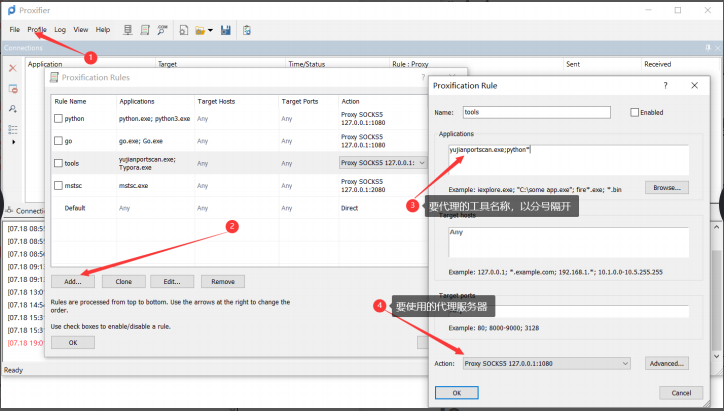 Proxifier
File Profile Log View Help
1
Connections
Application Target Time/Status Rule : Proxy Sent Received
Proxification Rules
Rule Name Applications Target Hosts Target Ports Action
python python.exe; python3.exe Any Any Proxy SOCKS5
127.0.0.1:1080
go go.exe; Go.exe Any Any Proxy SOCKS5
127.0.0.1:1080
tools yujianportscan.exe;
Typora.exe Any Any Proxy SOCKS5 127.0.0.1:
mstsc mstsc.exe Any Any Proxy SOCKS5
127.0.0.1:2080
Default Any Any Any Direct
2
Add... Clone Edit... Remove
Rules are processed from top to bottom. Use the arrows at the right to change the
order.
Use check boxes to enable/disable a rule.
OK
Connection
[07.18 08:55
[07.18 08:5
[07.18 08:56
[07.18 09:1
[07.18 13:0
[07.18 14:54
[07.18 15:3
[07.18 15:3
[07.18 19:0
Ready
Proxification Rule
? ×
Name: tools Enabled
Applications
yujianportscan.exe;python*
Example: iexplore.exe; "C:\some app.exe"; fire*.exe; *.bin Browse...
3 要代理的工具名称，以分号隔开
Target hosts
Any
Example: 127.0.0.1; *.example.com; 192.168.1.*; 10.1.0.0-10.5.255.255
Target ports
4 要使用的代理服务器
Example: 80; 8000-9000; 3128
Action: Proxy SOCKS5 127.0.0.1:1080 Advanced...
OK Cancel